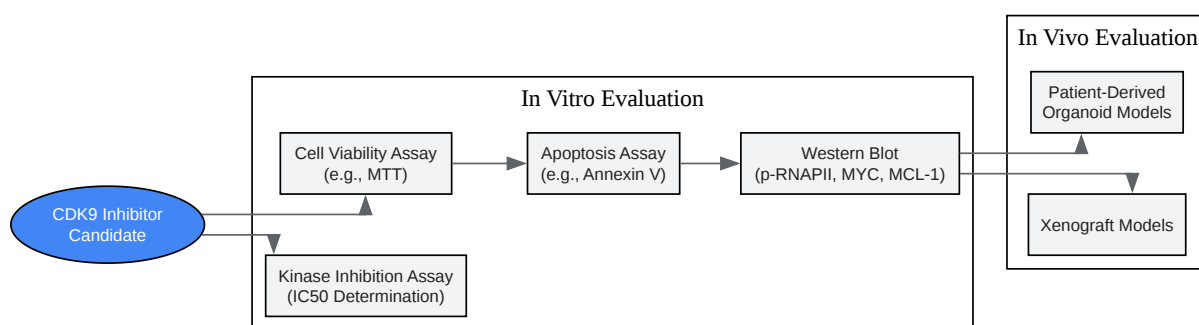 In Vivo Evaluation
In Vitro Evaluation
Patient-Derived
Organoid Models
Cell Viability Assay
(e.g., MTT)
Apoptosis Assay
(e.g., Annexin V)
Western Blot
(p-RNAPII, MYC, MCL-1)
CDK9 Inhibitor
Candidate
Xenograft Models
Kinase Inhibition Assay
(IC50 Determination)